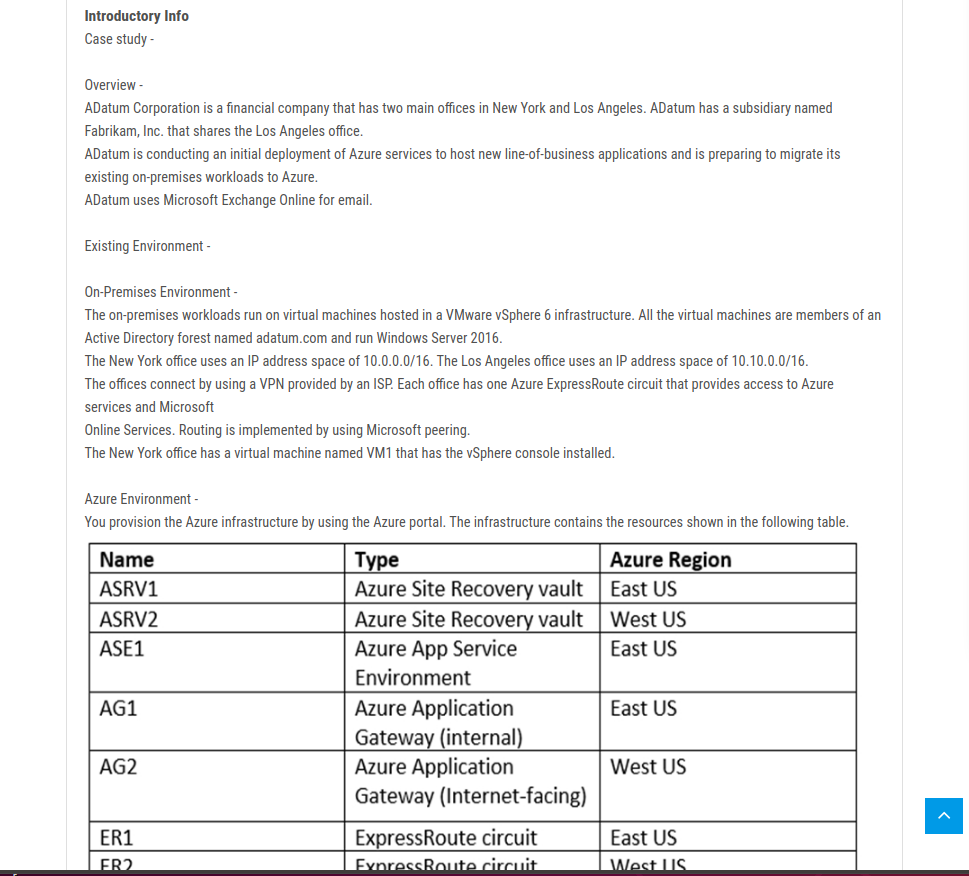 Introductory Info
Case study -
Overview -
ADatum Corporation is a financial company that has two main offices in New York and Los Angeles. ADatum has a subsidiary named
Fabrikam, Inc. that shares the Los Angeles office.
ADatum is conducting an initial deployment of Azure services to host new line-of-business applications and is preparing to migrate its
existing on-premises workloads to Azure.
ADatum uses Microsoft Exchange Online for email.
Existing Environment -
On-Premises Environment -
The on-premises workloads run on virtual machines hosted in a VMware vSphere 6 infrastructure. All the virtual machines are members of an
Active Directory forest named adatum.com and run Windows Server 2016.
The New York office uses an IP address space of 10.0.0.0/16. The Los Angeles office uses an IP address space of 10.10.0.0/16.
The offices connect by using a VPN provided by an ISP. Each office has one Azure ExpressRoute circuit that provides access to Azure
services and Microsoft
Online Services. Routing is implemented by using Microsoft peering.
The New York office has a virtual machine named VM1 that has the vSphere console installed.
Azure Environment -
You provision the Azure infrastructure by using the Azure portal. The infrastructure contains the resources shown in the following table.
Name Type Azure Region
ASRV1 Azure Site Recovery vault East US
ASRV2 Azure Site Recovery vault West US
ASE1 Azure App Service East US
Environment
AG1 Azure Application East US
Gateway (internal)
AG2 Azure Application West US
Gateway (Internet-facing)
ER1 ExpressRoute circuit East US
ER2 ExpressRoute circuit West US